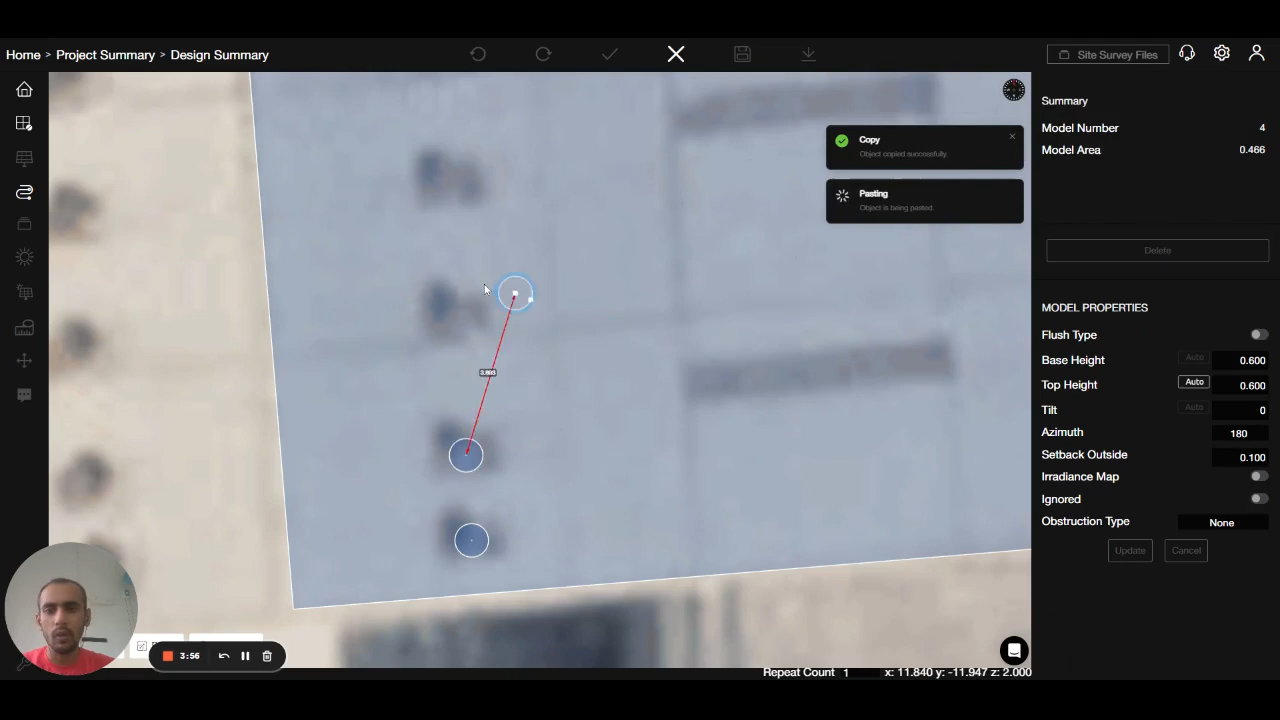 Home > Project Summary > Design Summary
Site Survey Files
Copy
Object copied successfully.
Pasting
Object is being pasted.
Summary
Model Number 4
Model Area 0.466
Delete
MODEL PROPERTIES
Flush Type
Base Height Auto 0.600
Top Height Auto 0.600
Tilt Auto 0
Azimuth 180
Setback Outside 0.100
Irradiance Map
Ignored
Obstruction Type None
Update Cancel
3:56
Repeat Count 1 x: 11.840 y: -11.947 z: 2.000